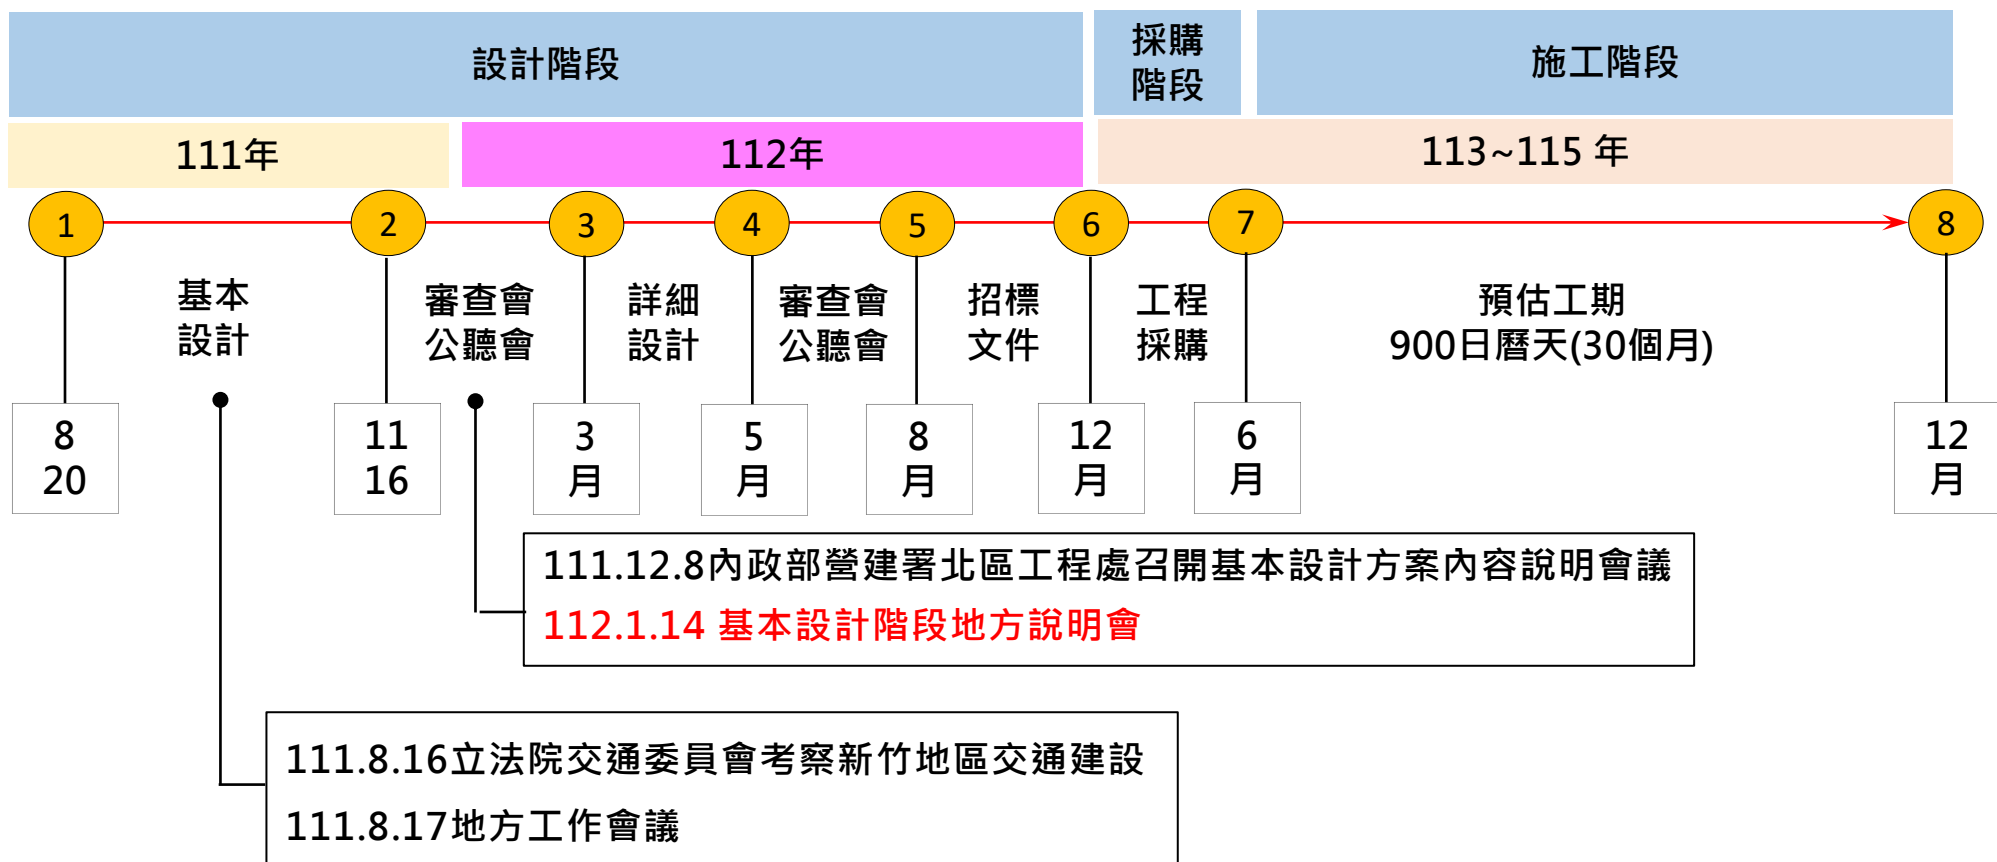 設計階段
採購
階段
施工階段
111年
112年
113~115 年
1
2
3
4
5
6
7
8
基本
設計
審查會
公聽會
詳細
設計
審查會
公聽會
招標
文件
工程
採購
預估工期
900日曆天(30個月)
8
20
11
16
3
月
5
月
8
月
12
月
6
月
12
月
111.12.8內政部營建署北區工程處召開基本設計方案內容說明會議
112.1.14 基本設計階段地方說明會
111.8.16立法院交通委員會考察新竹地區交通建設
111.8.17地方工作會議